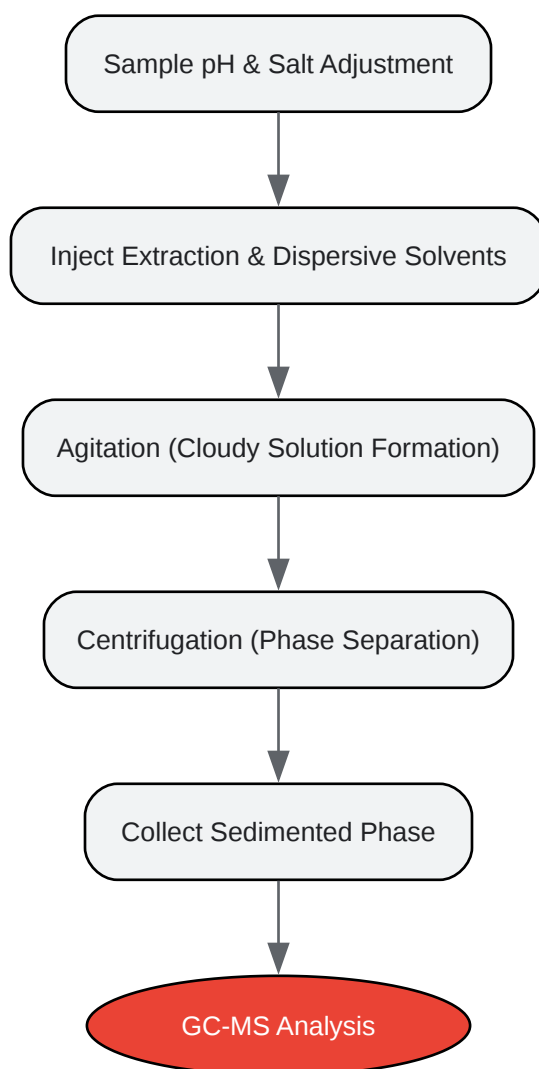 Sample pH & Salt Adjustment
Inject Extraction & Dispersive Solvents
Agitation (Cloudy Solution Formation)
Centrifugation (Phase Separation)
Collect Sedimented Phase
GC-MS Analysis